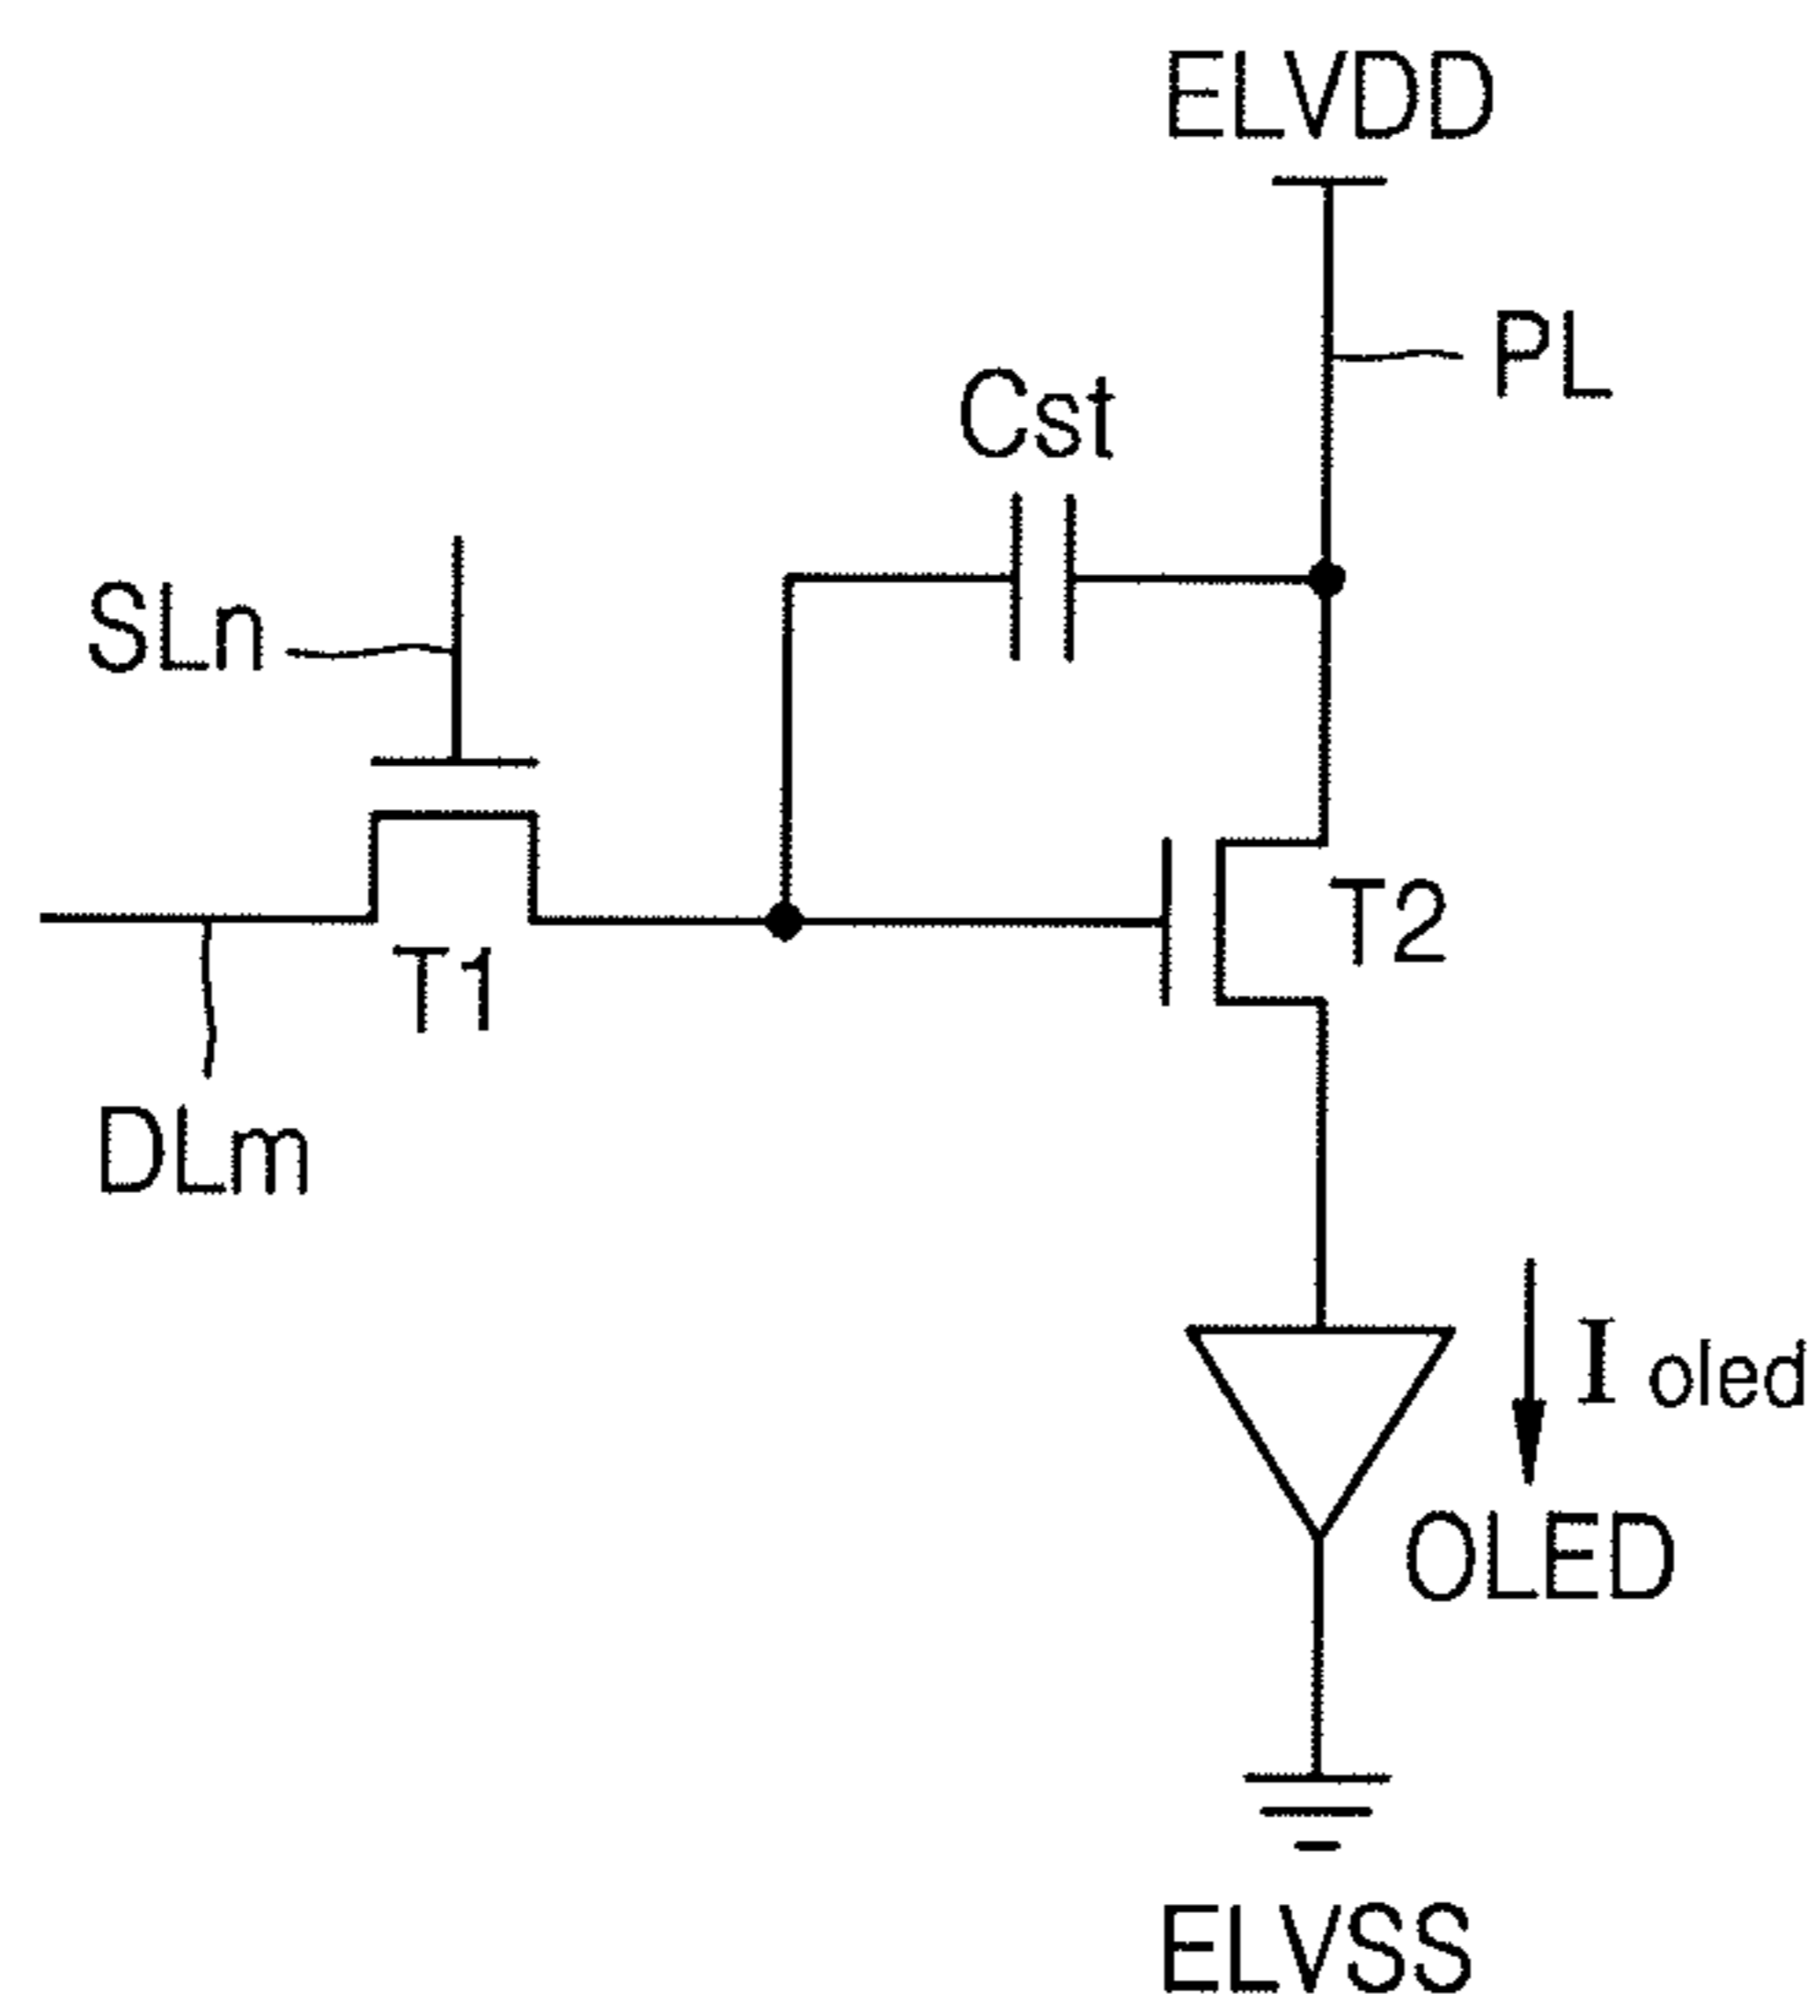 ELVDD
PL
Cst
SLn
T2
T1
DLm
I oled
OLED
ELVSS